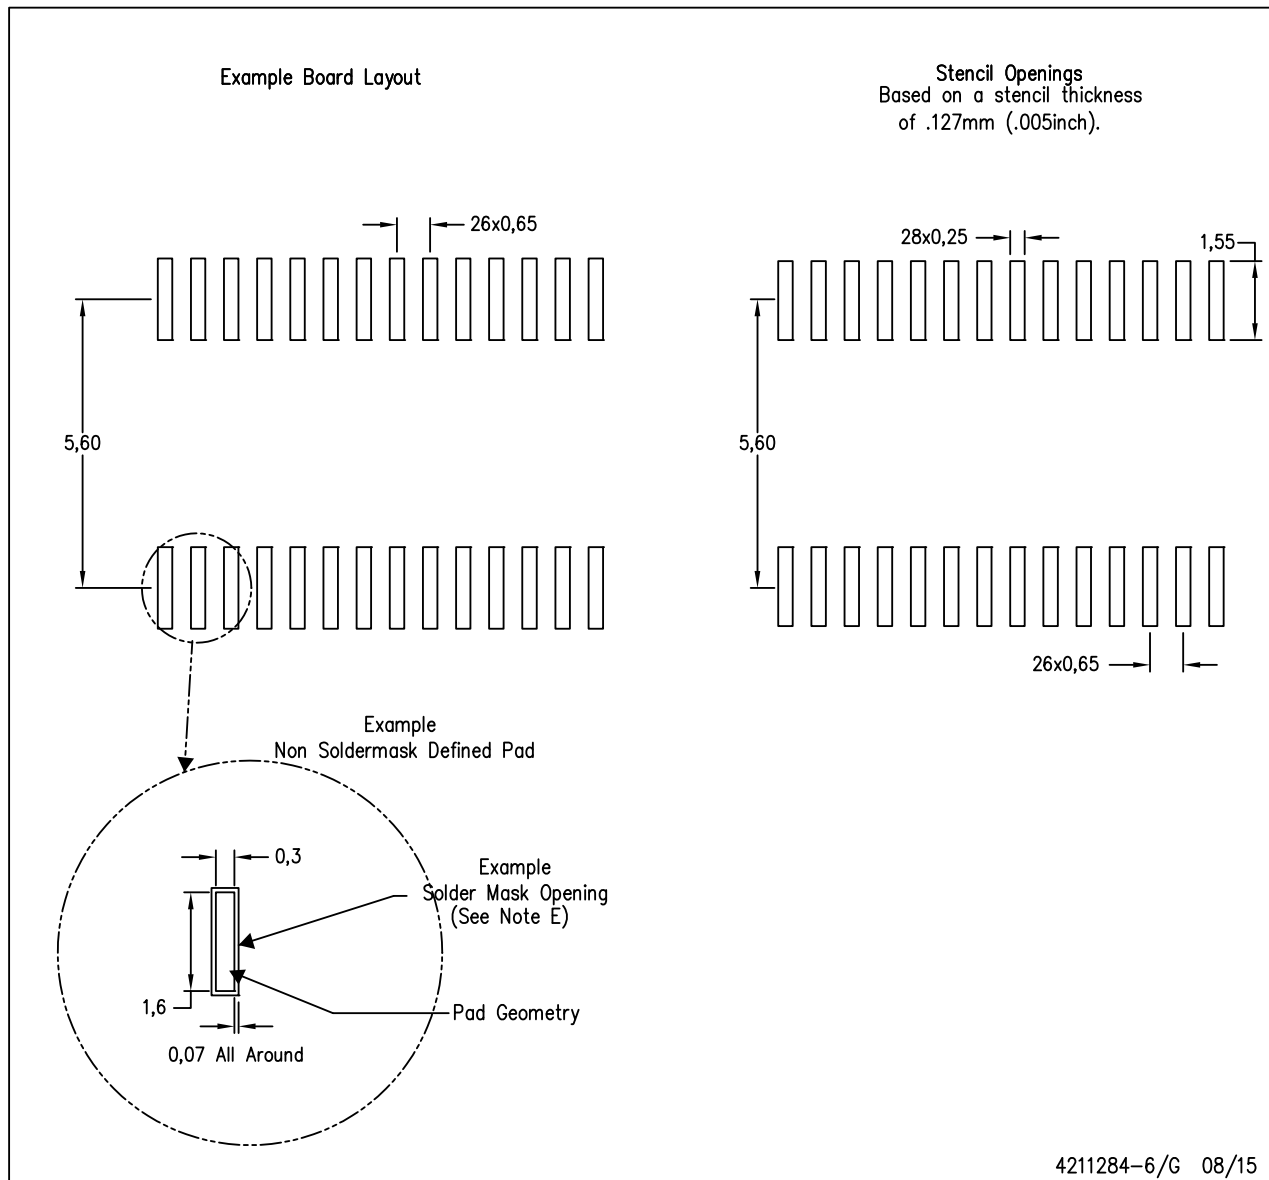 Example Board Layout
Stencil Openings
Based on a stencil thickness
of .127mm (.005inch).
26x0,65
28x0,25
1,55
5,60
5,60
26x0,65
Example
Non Soldermask Defined Pad
0,3
Example
Solder Mask Opening
(See Note E)
1,6
Pad Geometry
0,07 All Around
4211284-6/G 08/15